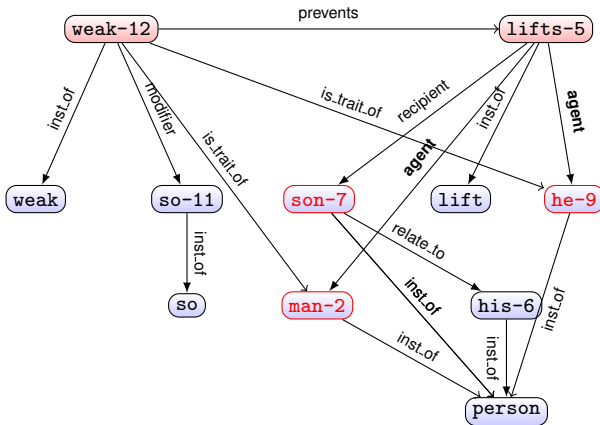 prevents
weak-12
lifts-5
inst_of
modifier
is_trait_of
is_trait_of
recipient
agent
inst_of
agent
weak
so-11
son-7
lift
he-9
inst_of
inst_of
relate_to
so
man-2
his-6
inst_of
inst_of
inst_of
person